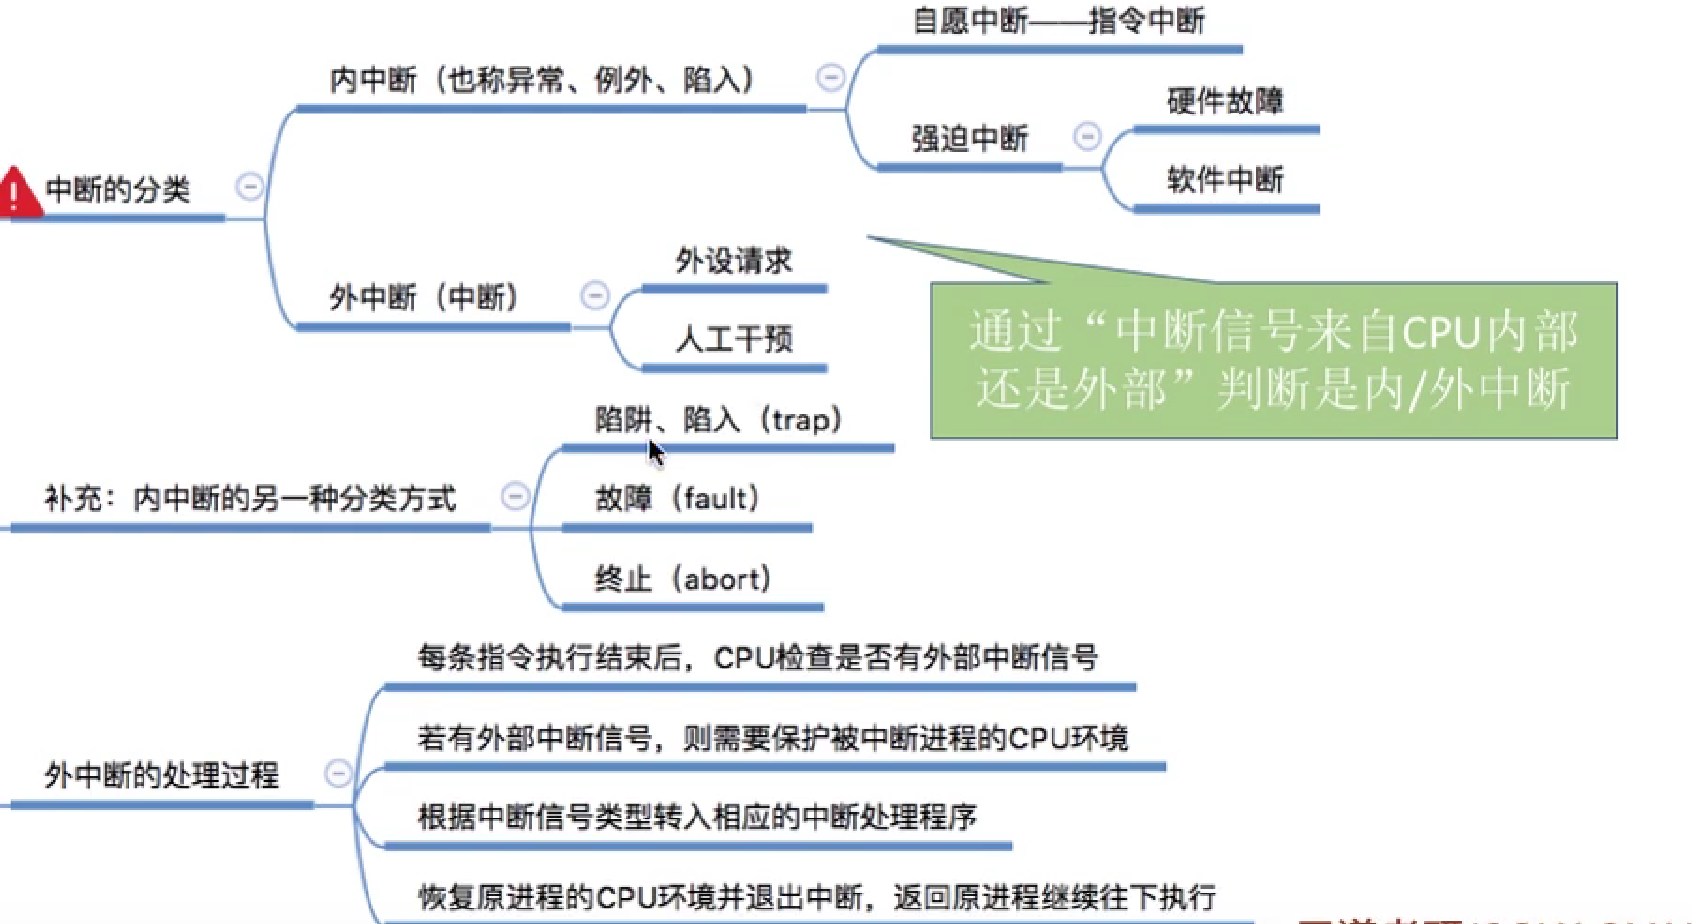 自愿中断——指令中断
内中断（也称异常、例外、陷入）
硬件故障
强迫中断
软件中断
中断的分类
外设请求
外中断（中断）
人工干预
通过“中断信号来自CPU内部
还是外部”判断是内/外中断
陷阱、陷入（trap）
补充：内中断的另一种分类方式
故障（fault）
终止（abort）
每条指令执行结束后，CPU检查是否有外部中断信号
若有外部中断信号，则需要保护被中断进程的CPU环境
外中断的处理过程
根据中断信号类型转入相应的中断处理程序
恢复原进程的CPU环境并退出中断，返回原进程继续往下执行